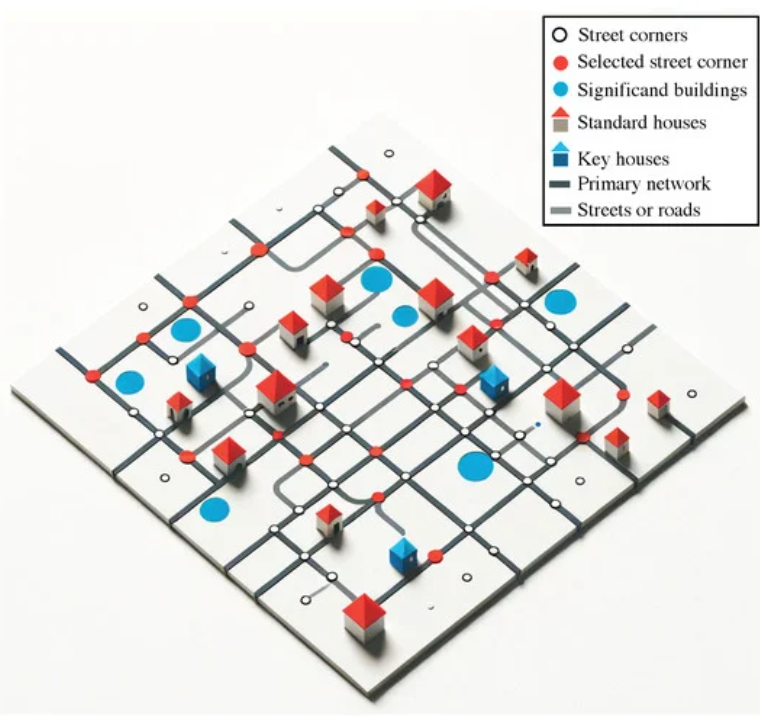 Street corners
Selected street corner
Significand buildings
Standard houses
Key houses
Primary network
Streets or roads